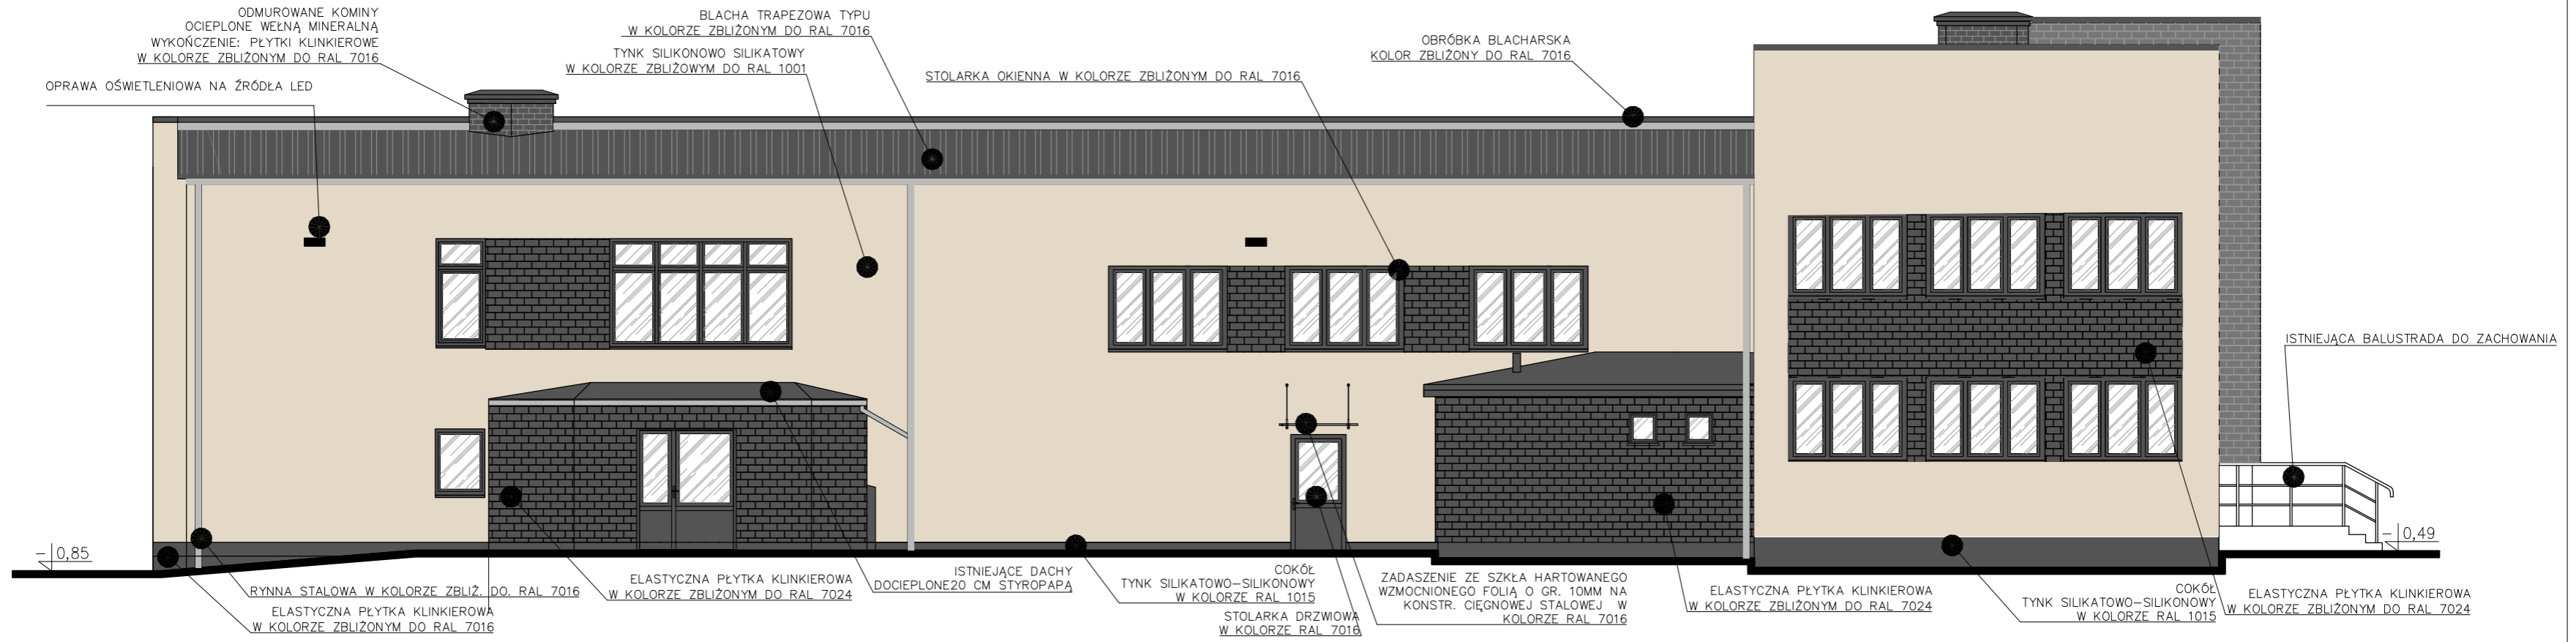 ODMUROWANE KOMINY
OCIEPLONE WEŁNĄ MINERALNĄ
WYKOŃCZENIE: PŁYTKI KLINKIEROWE
W KOLORZE ZBLIŻONYM DO RAL 7016
OPRAWA OŚWIETLENIOWA NA ŹRÓDŁA LED
BLACHA TRAPEZOWA TYPU
W KOLORZE ZBLIŻONYM DO RAL 7016
TYNK SILIKONOWO SILIKATOWY
W KOLORZE ZBLIŻOWYM DO RAL 1001
STOLARKA OKIENNA W KOLORZE ZBLIŻONYM DO RAL 7016
OBRÓBKA BLACHARSKA
KOLOR ZBLIŻONY DO RAL 7016
ISTNIEJĄCA BALUSTRADA DO ZACHOWANIA
- 0,85
- 0,49
RYNNA STALOWA W KOLORZE ZBLIŻ. DO. RAL 7016
ELASTYCZNA PŁYTKA KLINKIEROWA
W KOLORZE ZBLIŻONYM DO RAL 7016
ELASTYCZNA PŁYTKA KLINKIEROWA
W KOLORZE ZBLIŻONYM DO RAL 7024
ISTNIEJĄCE DACHY
DOCIEPLONE20 CM STYROPAPĄ
COKÓŁ
TYNK SILIKATOWO-SILIKONOWY
W KOLORZE RAL 1015
STOLARKA DRZWIOWA
W KOLORZE RAL 7016
ZADASZENIE ZE SZKŁA HARTOWANEGO
WZMOCNIONEGO FOLIĄ O GR. 10MM NA
KONSTR. CIĘGNOWEJ STALOWEJ W
KOLORZE RAL 7016
ELASTYCZNA PŁYTKA KLINKIEROWA
W KOLORZE ZBLIŻONYM DO RAL 7024
COKÓŁ
TYNK SILIKATOWO-SILIKONOWY
W KOLORZE RAL 1015
ELASTYCZNA PŁYTKA KLINKIEROWA
W KOLORZE ZBLIŻONYM DO RAL 7024